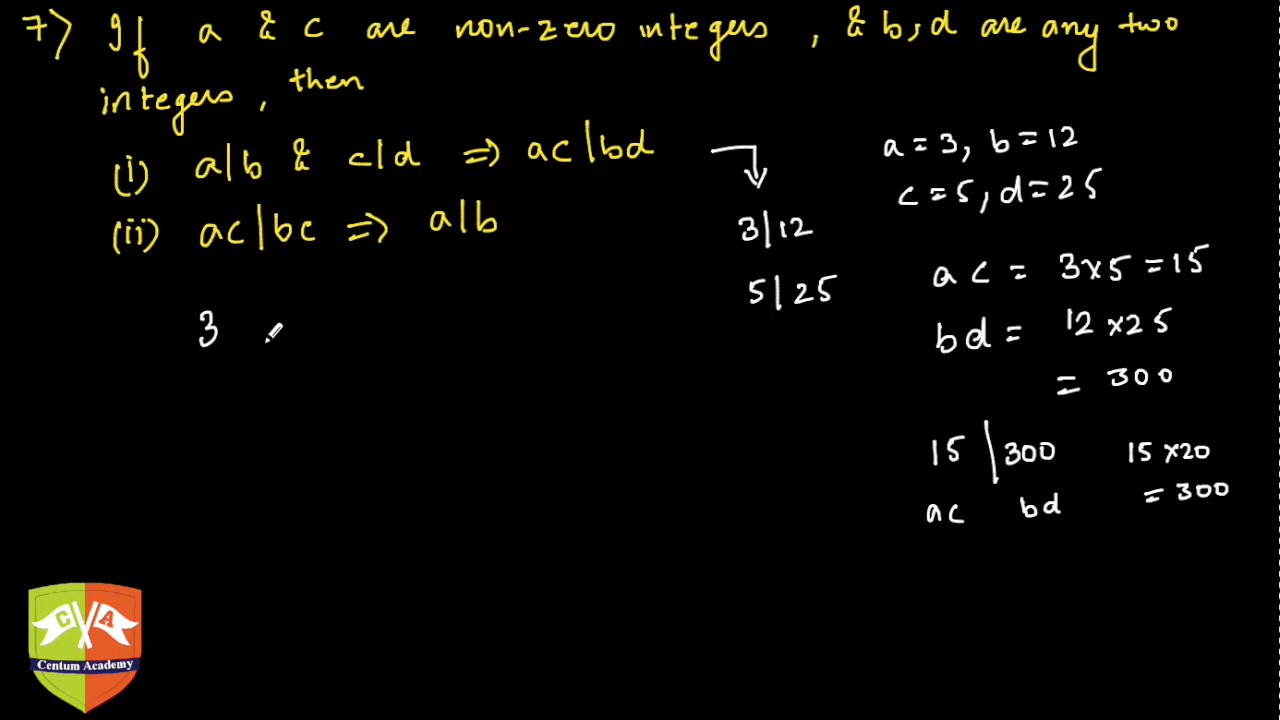 7) If a & c are non-zero integers, & b, d are any two
integers, then
(i) a|b & c|d => ac|bd
(ii) ac|bc => a|b
3
a = 3, b = 12
c = 5, d = 25
3|12
5|25
ac = 3x5 = 15
bd = 12 x25
= 300
15 | 300
ac bd
15 x20
= 300
C A
Centum Academy